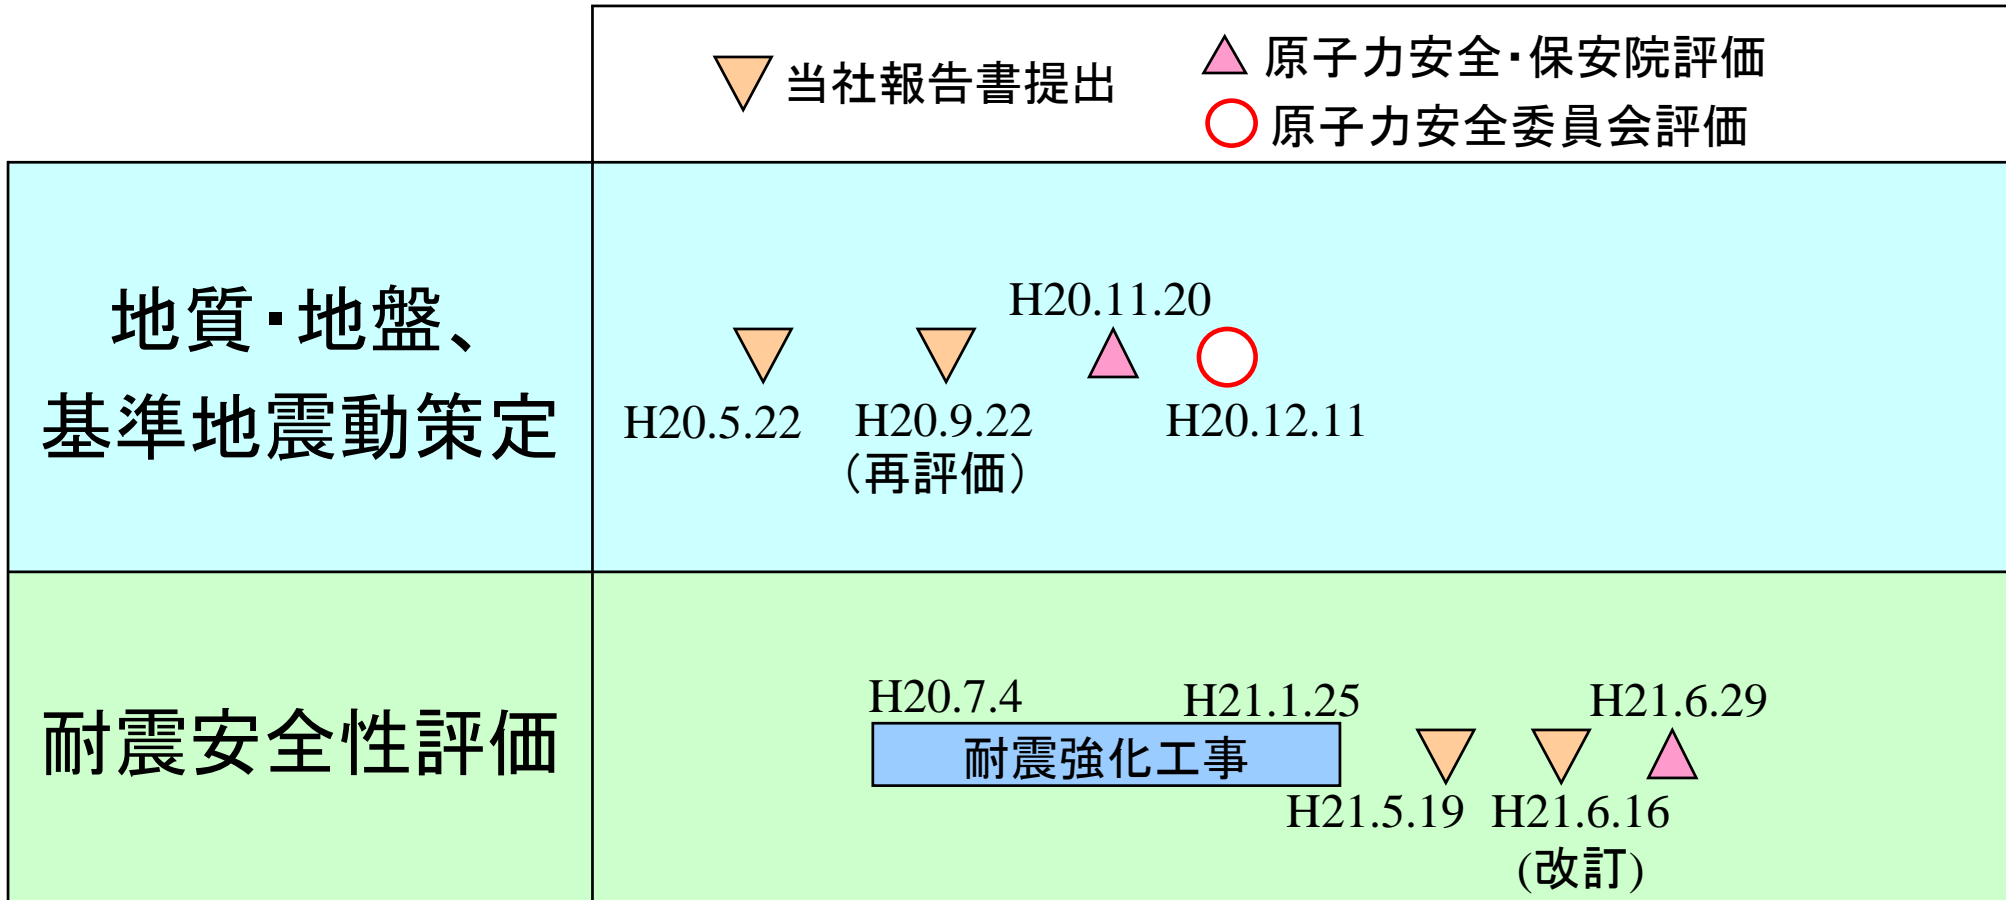 当社報告書提出
原子力安全・保安院評価
原子力安全委員会評価
地質・地盤、
基準地震動策定
H20.11.20
H20.5.22
H20.9.22
（再評価）
H20.12.11
耐震安全性評価
H20.7.4
H21.1.25
H21.6.29
耐震強化工事
H21.5.19
H21.6.16
(改訂)